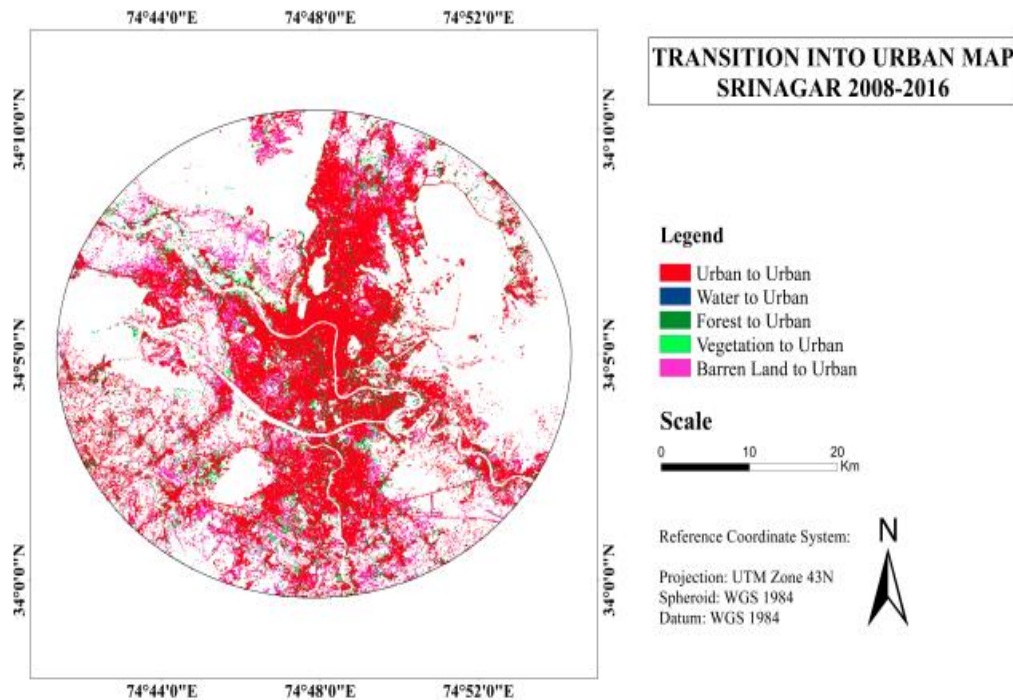 74°44'0"E 74°48'0"E 74°52'0"E
34°10'0"N 34°10'0"N
34°5'0"N 34°5'0"N
34°0'0"N 34°0'0"N
74°44'0"E 74°48'0"E 74°52'0"E
TRANSITION INTO URBAN MAP
SRINAGAR 2008-2016
Legend
Urban to Urban
Water to Urban
Forest to Urban
Vegetation to Urban
Barren Land to Urban
Scale
0 10 20
Km
Reference Coordinate System:
Projection: UTM Zone 43N
Spheroid: WGS 1984
Datum: WGS 1984
N